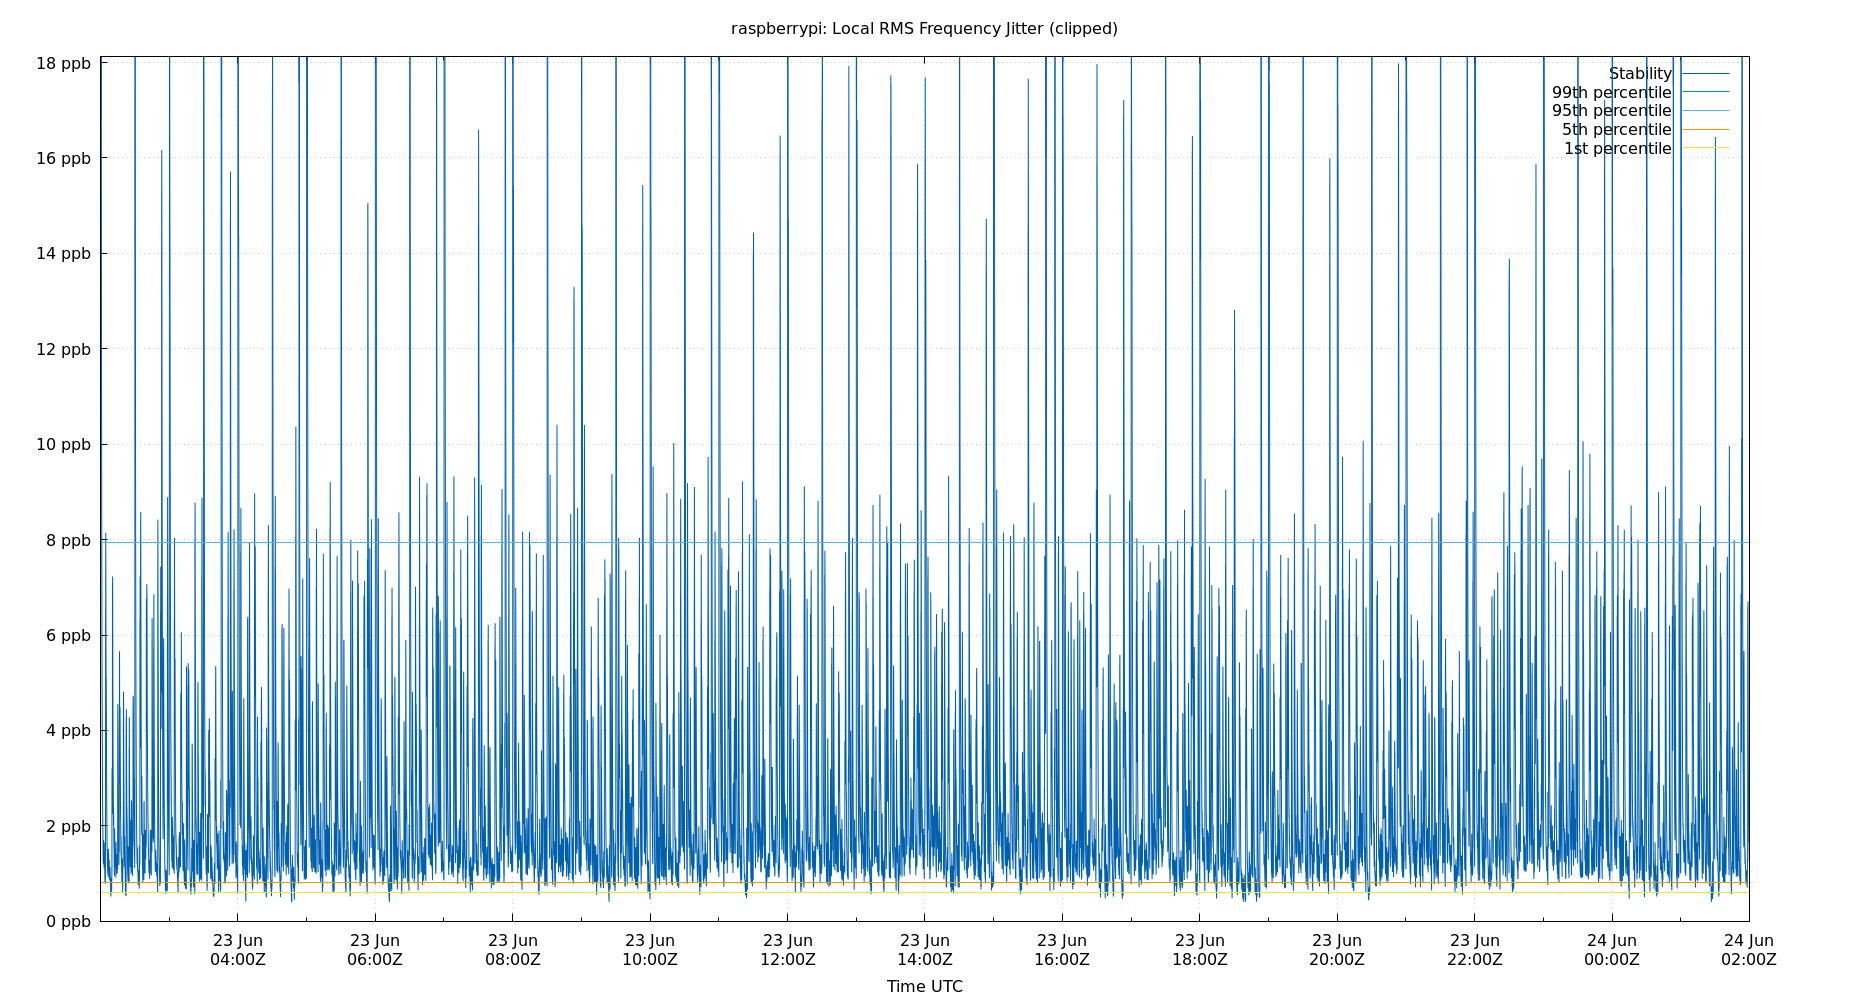 raspberrypi: Local RMS Frequency Jitter (clipped)
18 ppb
16 ppb
14 ppb
12 ppb
10 ppb
8 ppb
6 ppb
4 ppb
2 ppb
0 ppb
Stability
99th percentile
95th percentile
5th percentile
1st percentile
23 Jun 23 Jun 23 Jun 23 Jun 23 Jun 23 Jun 23 Jun 23 Jun 23 Jun 23 Jun 24 Jun 24 Jun
04:00Z 06:00Z 08:00Z 10:00Z 12:00Z 14:00Z 16:00Z 18:00Z 20:00Z 22:00Z 00:00Z 02:00Z
Time UTC